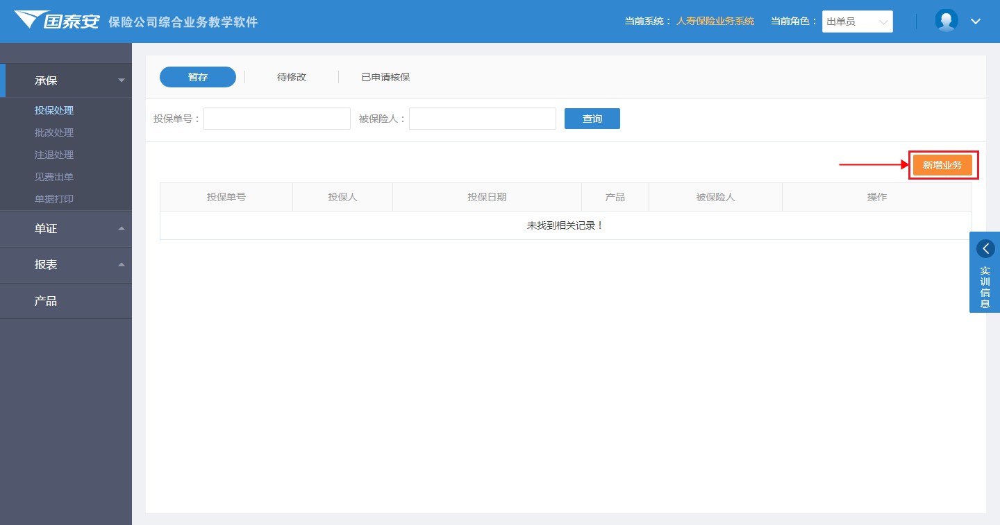 国泰安 保险公司综合业务教学软件
当前系统： 人寿保险业务系统 当前角色： 出单员
承保
投保处理
批改处理
注退处理
见费出单
单据打印
单证
报表
产品
暂存 待修改 已申请核保
投保单号： 被保险人： 查询
新增业务
投保单号 投保人 投保日期 产品 被保险人 操作
未找到相关记录！
实训信息